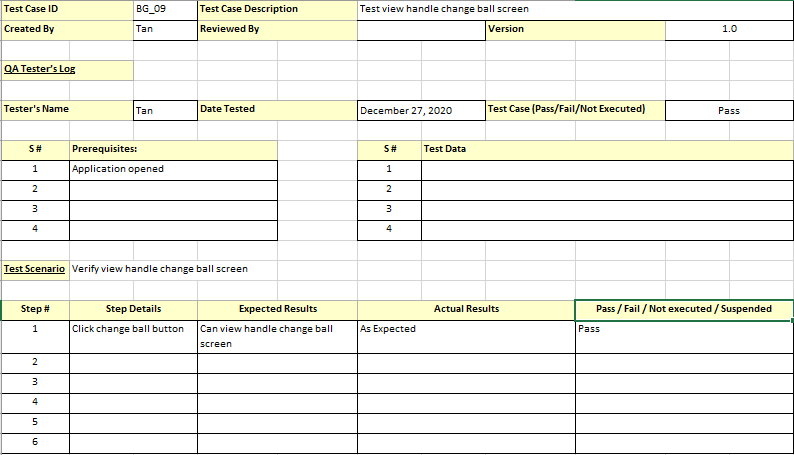 Test Case ID BG_09 Test Case Description Test view handle change ball screen
Created By Tan Reviewed By Version 1.0
QA Tester's Log
Tester's Name Tan Date Tested December 27, 2020 Test Case (Pass/Fail/Not Executed) Pass
S # Prerequisites: S # Test Data
1 Application opened 1
2 2
3 3
4 4
Test Scenario Verify view handle change ball screen
Step # Step Details Expected Results Actual Results Pass / Fail / Not executed / Suspended
1 Click change ball button Can view handle change ball As Expected Pass
screen
2
3
4
5
6